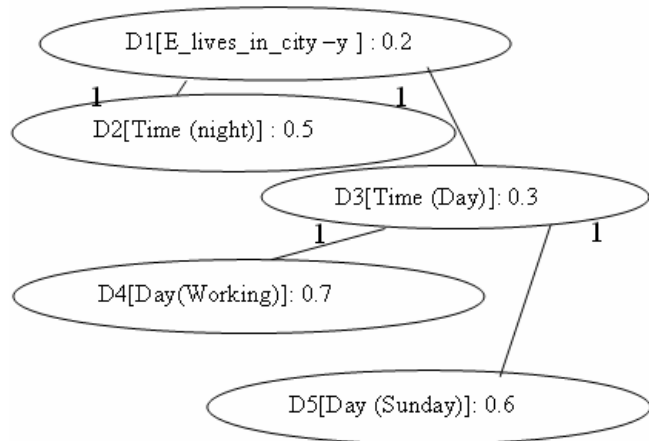 D1[E_lives_in_city –y ] : 0.2
1 1
D2[Time (night)] : 0.5
D3[Time (Day)]: 0.3
1 1
D4[Day(Working)]: 0.7
D5[Day (Sunday)]: 0.6